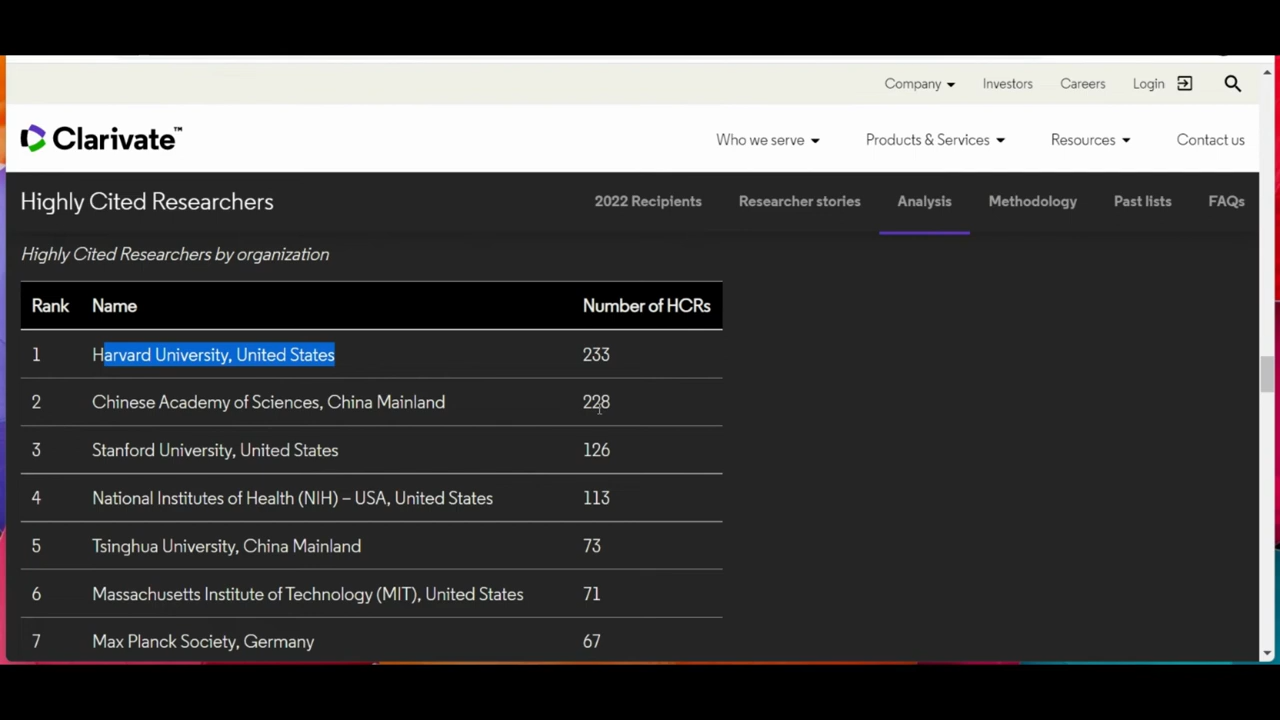 Company Investors Careers Login
Clarivate™ Who we serve Products & Services Resources Contact us
Highly Cited Researchers 2022 Recipients Researcher stories Analysis Methodology Past lists FAQs
Highly Cited Researchers by organization
Rank Name Number of HCRs
1 Harvard University, United States 233
2 Chinese Academy of Sciences, China Mainland 228
3 Stanford University, United States 126
4 National Institutes of Health (NIH) – USA, United States 113
5 Tsinghua University, China Mainland 73
6 Massachusetts Institute of Technology (MIT), United States 71
7 Max Planck Society, Germany 67